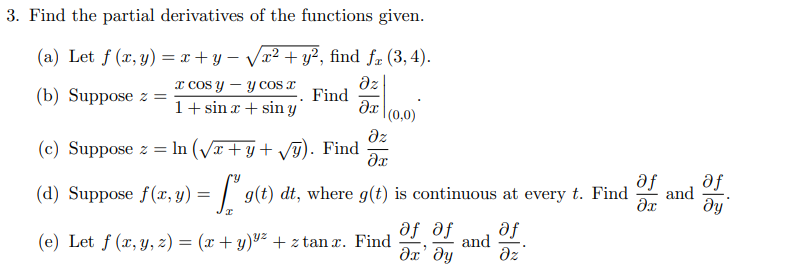 3. Find the partial derivatives of the functions given.
(a) Let f (x, y) = x + y − √(x² + y²), find fₓ (3, 4).
(b) Suppose z = (x cos y − y cos x)/(1 + sin x + sin y). Find ∂z/∂x|(0,0).
(c) Suppose z = ln (√(x + y) + √y). Find ∂z/∂x
(d) Suppose f(x, y) = ∫ₓʸ g(t) dt, where g(t) is continuous at every t. Find ∂f/∂x and ∂f/∂y.
(e) Let f (x, y, z) = (x + y)ʸᶻ + z tan x. Find ∂f/∂x, ∂f/∂y and ∂f/∂z.